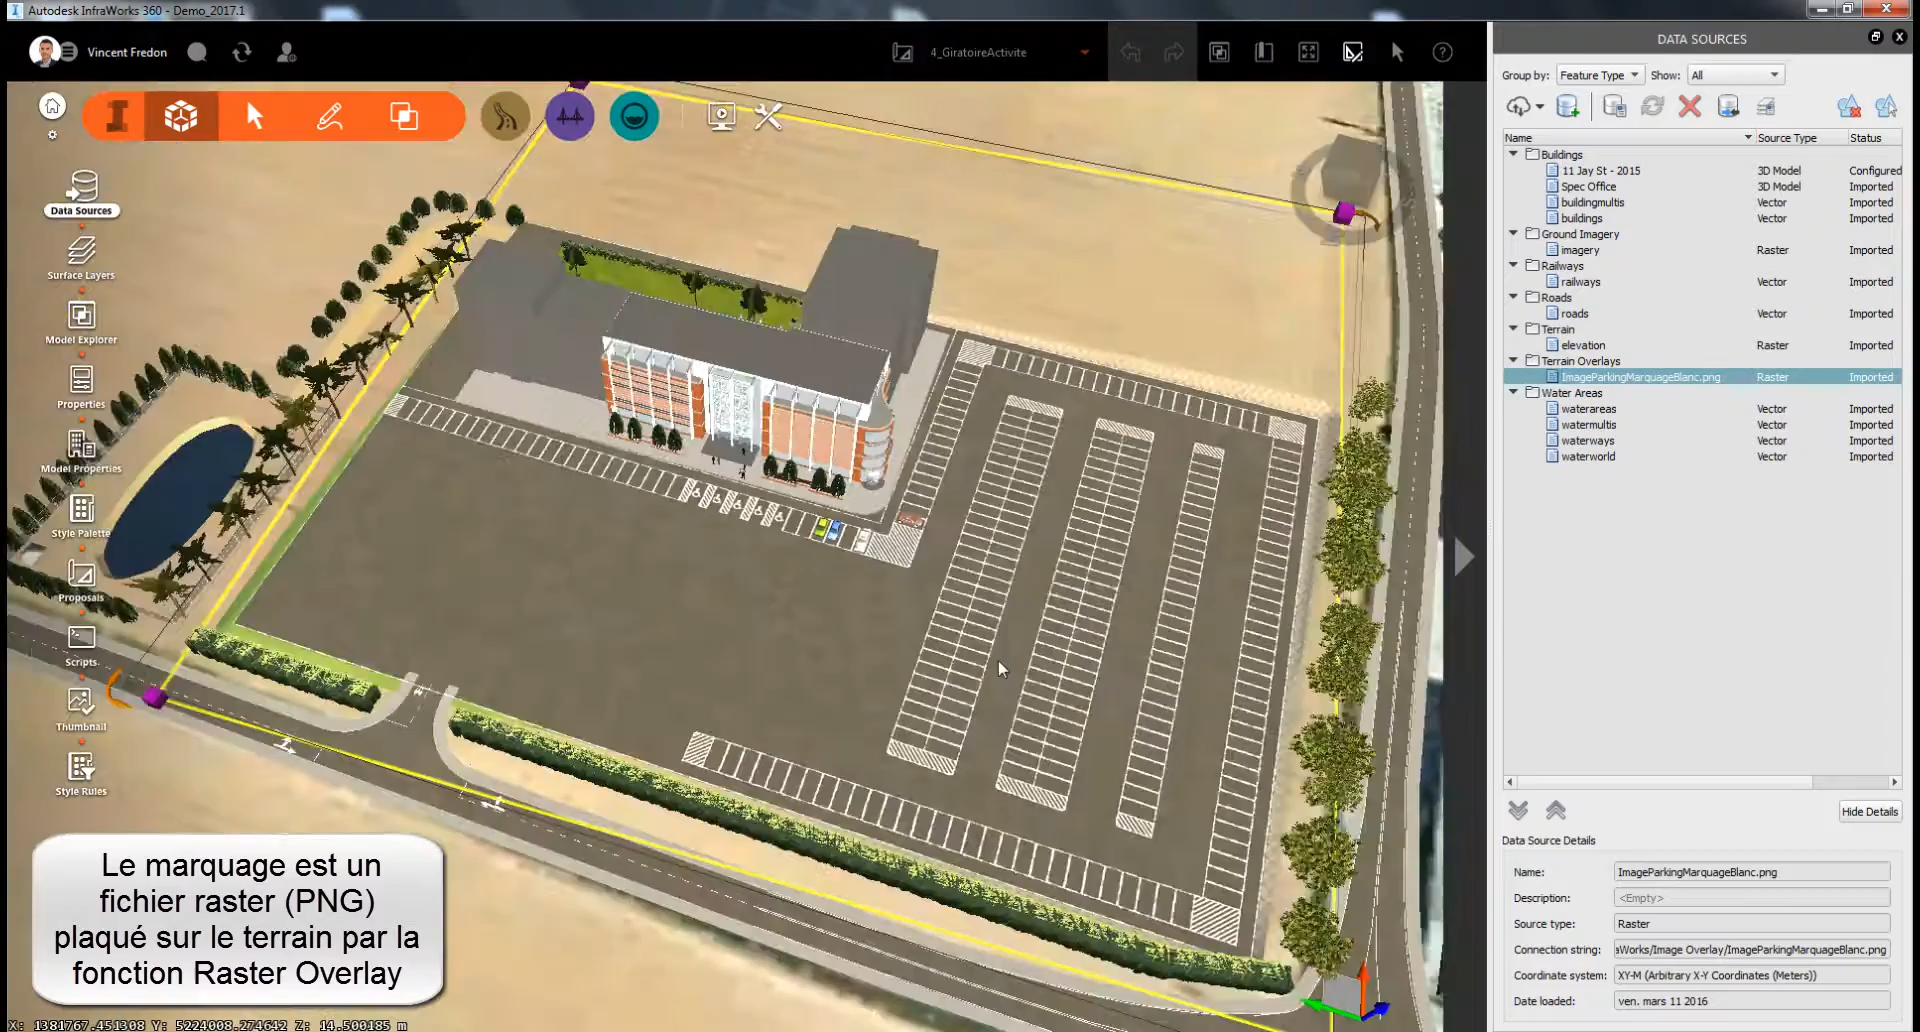 Autodesk InfraWorks 360 - Demo_2017.1
Vincent Fredon
4_GiratoireActivite
Data Sources
Surface Layers
Model Explorer
Properties
Model Properties
Style Palette
Proposals
Scripts
Thumbnail
Style Rules
Le marquage est un
fichier raster (PNG)
plaqué sur le terrain par la
fonction Raster Overlay
X: 1381767.451308 Y: 5224008.274642 Z: 14.500185 m
DATA SOURCES
Group by: Feature Type Show: All
Name Source Type Status
Buildings
11 Jay St - 2015 3D Model Configured
Spec Office 3D Model Imported
buildingmultis Vector Imported
buildings Vector Imported
Ground Imagery
imagery Raster Imported
Railways
railways Vector Imported
Roads
roads Vector Imported
Terrain
elevation Raster Imported
Terrain Overlays
ImageParkingMarquageBlanc.png Raster Imported
Water Areas
waterareas Vector Imported
watermultis Vector Imported
waterways Vector Imported
waterworld Vector Imported
Hide Details
Data Source Details
Name: ImageParkingMarquageBlanc.png
Description: <Empty>
Source type: Raster
Connection string: aWorks/Image Overlay/ImageParkingMarquageBlanc.png
Coordinate system: XY-M (Arbitrary X-Y Coordinates (Meters))
Date loaded: ven. mars 11 2016